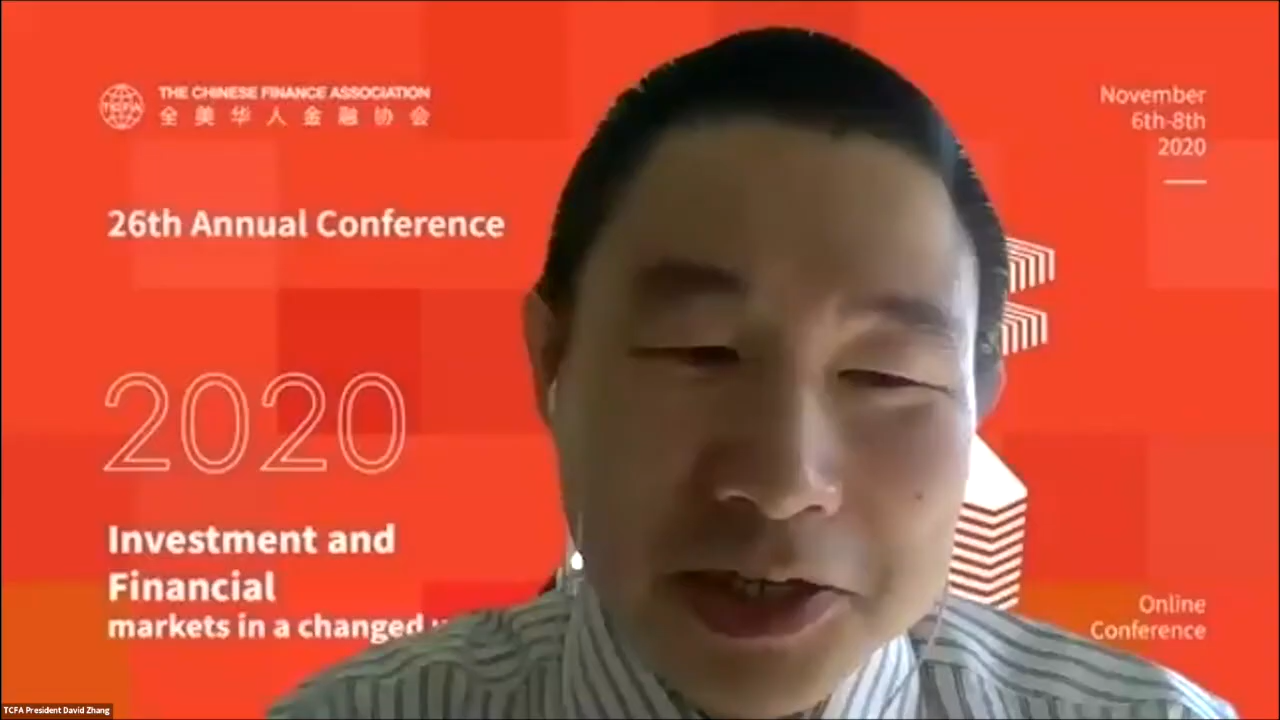 THE CHINESE FINANCE ASSOCIATION
全美华人金融协会
TCFA
26th Annual Conference
2020
Investment and
Financial
markets in a changed
November
6th-8th
2020
Online
Conference
TCFA President David Zhang